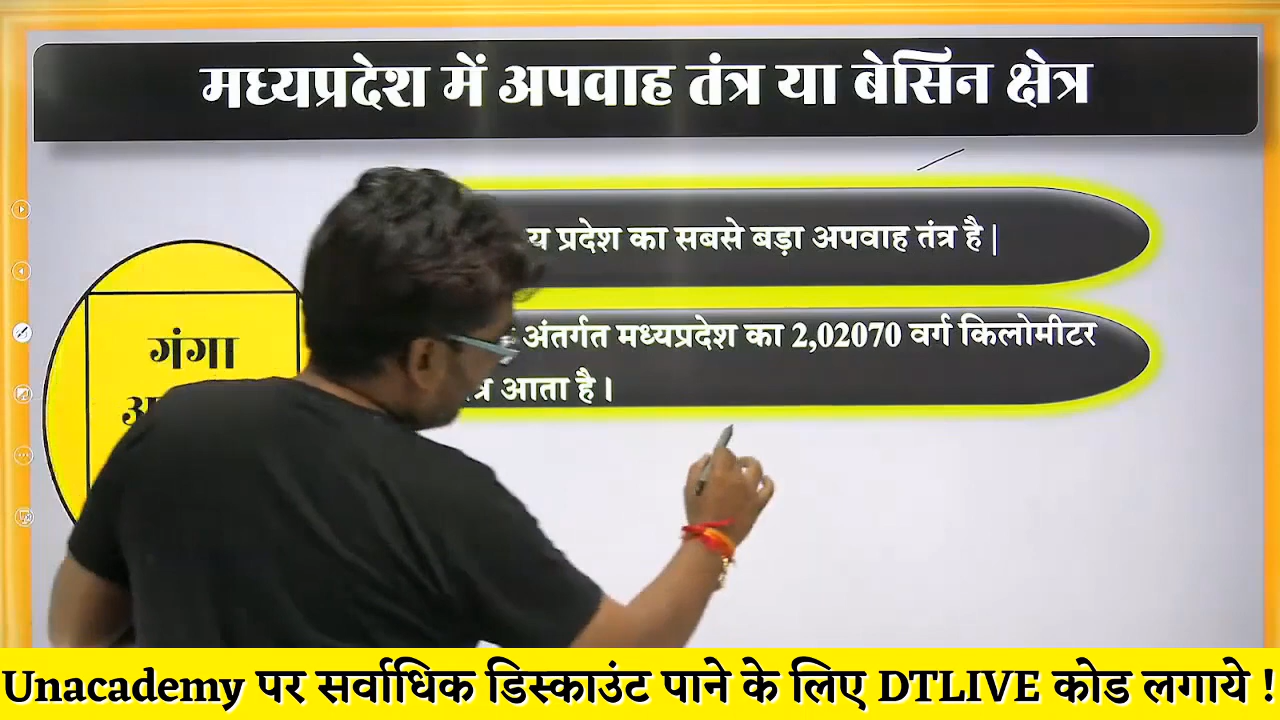 मध्यप्रदेश में अपवाह तंत्र या बेसिन क्षेत्र
प्रदेश का सबसे बड़ा अपवाह तंत्र है |
अंतर्गत मध्यप्रदेश का 2,02070 वर्ग किलोमीटर
आता है ।
गंगा
Unacademy पर सर्वाधिक डिस्काउंट पाने के लिए DTLIVE कोड लगाये !